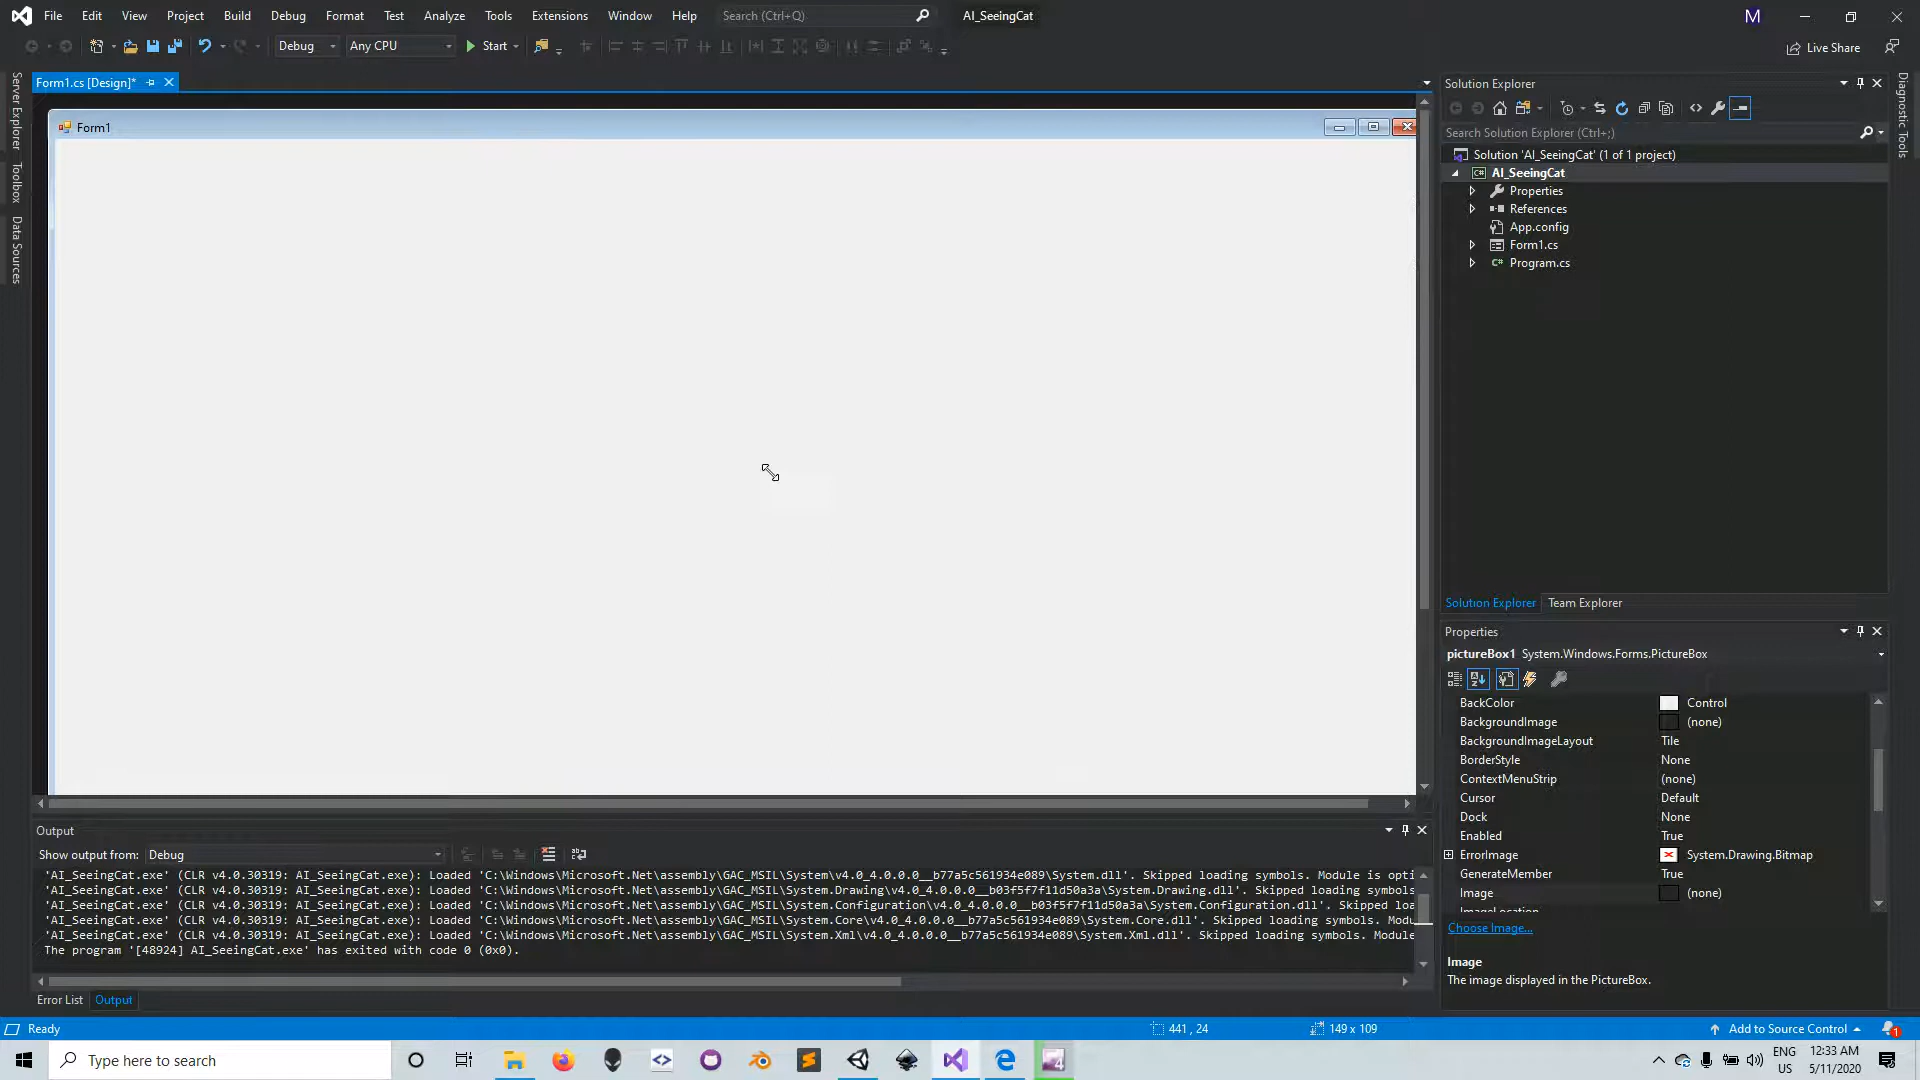 File Edit View Project Build Debug Format Test Analyze Tools Extensions Window Help Search (Ctrl+Q) AI_SeeingCat M
Debug Any CPU Start Live Share
Form1.cs [Design]*
Server Explorer
Toolbox
Data Sources
Form1
Solution Explorer
Search Solution Explorer (Ctrl+;)
Solution 'AI_SeeingCat' (1 of 1 project)
C# AI_SeeingCat
Properties
References
App.config
Form1.cs
C# Program.cs
Diagnostic Tools
Solution Explorer Team Explorer
Properties
pictureBox1 System.Windows.Forms.PictureBox
BackColor Control
BackgroundImage (none)
BackgroundImageLayout Tile
BorderStyle None
ContextMenuStrip (none)
Cursor Default
Dock None
Enabled True
ErrorImage System.Drawing.Bitmap
GenerateMember True
Image (none)
ImageLocation
Choose Image...
Image
The image displayed in the PictureBox.
Output
Show output from: Debug
'AI_SeeingCat.exe' (CLR v4.0.30319: AI_SeeingCat.exe): Loaded 'C:\Windows\Microsoft.Net\assembly\GAC_MSIL\System\v4.0_4.0.0.0__b77a5c561934e089\System.dll'. Skipped loading symbols. Module is opti
'AI_SeeingCat.exe' (CLR v4.0.30319: AI_SeeingCat.exe): Loaded 'C:\Windows\Microsoft.Net\assembly\GAC_MSIL\System.Drawing\v4.0_4.0.0.0__b03f5f7f11d50a3a\System.Drawing.dll'. Skipped loading symbols
'AI_SeeingCat.exe' (CLR v4.0.30319: AI_SeeingCat.exe): Loaded 'C:\Windows\Microsoft.Net\assembly\GAC_MSIL\System.Configuration\v4.0_4.0.0.0__b03f5f7f11d50a3a\System.Configuration.dll'. Skipped loa
'AI_SeeingCat.exe' (CLR v4.0.30319: AI_SeeingCat.exe): Loaded 'C:\Windows\Microsoft.Net\assembly\GAC_MSIL\System.Core\v4.0_4.0.0.0__b77a5c561934e089\System.Core.dll'. Skipped loading symbols. Modu
'AI_SeeingCat.exe' (CLR v4.0.30319: AI_SeeingCat.exe): Loaded 'C:\Windows\Microsoft.Net\assembly\GAC_MSIL\System.Xml\v4.0_4.0.0.0__b77a5c561934e089\System.Xml.dll'. Skipped loading symbols. Module
The program '[48924] AI_SeeingCat.exe' has exited with code 0 (0x0).
Error List Output
Ready 441 , 24 149 x 109 Add to Source Control 1
Type here to search
4
ENG
US
12:33 AM
5/11/2020